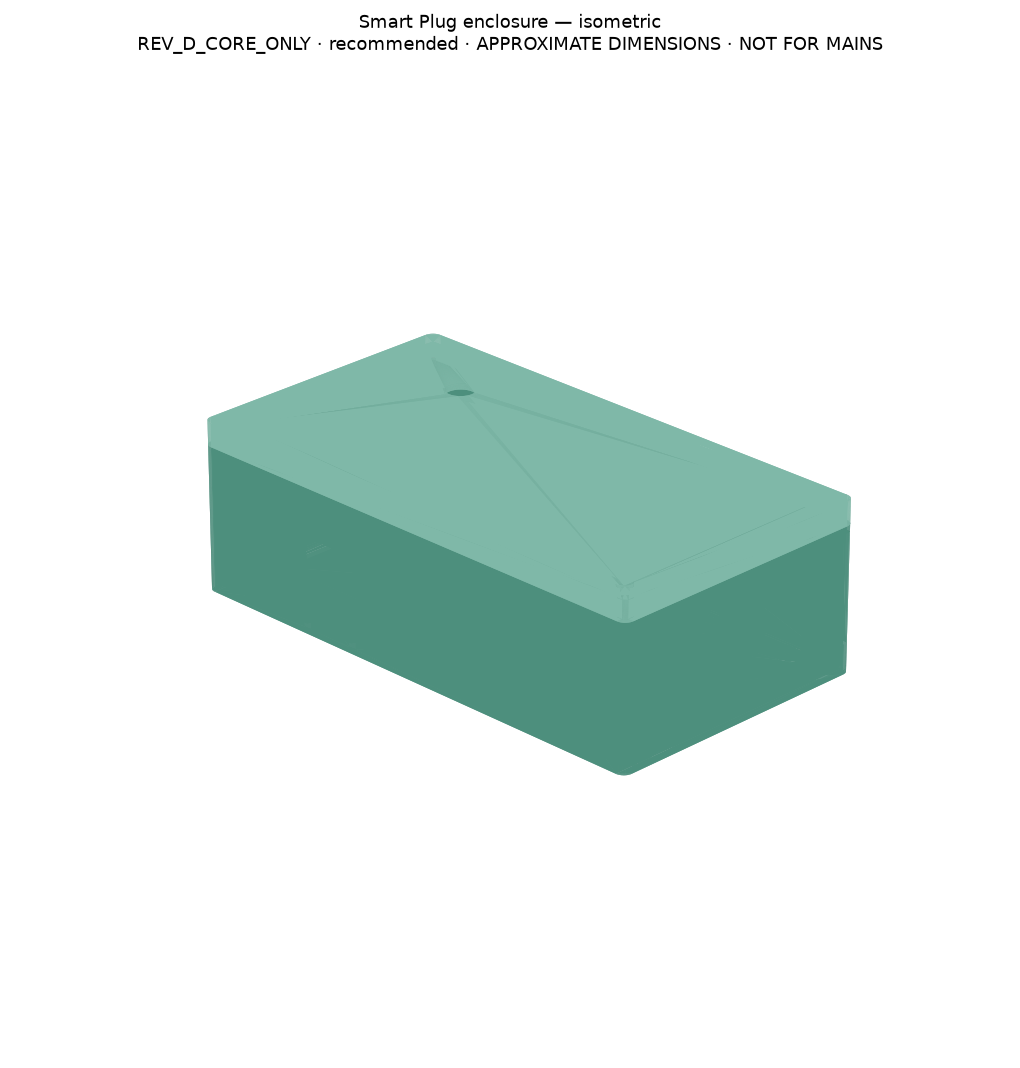 Smart Plug enclosure — isometric
REV_D_CORE_ONLY · recommended · APPROXIMATE DIMENSIONS · NOT FOR MAINS